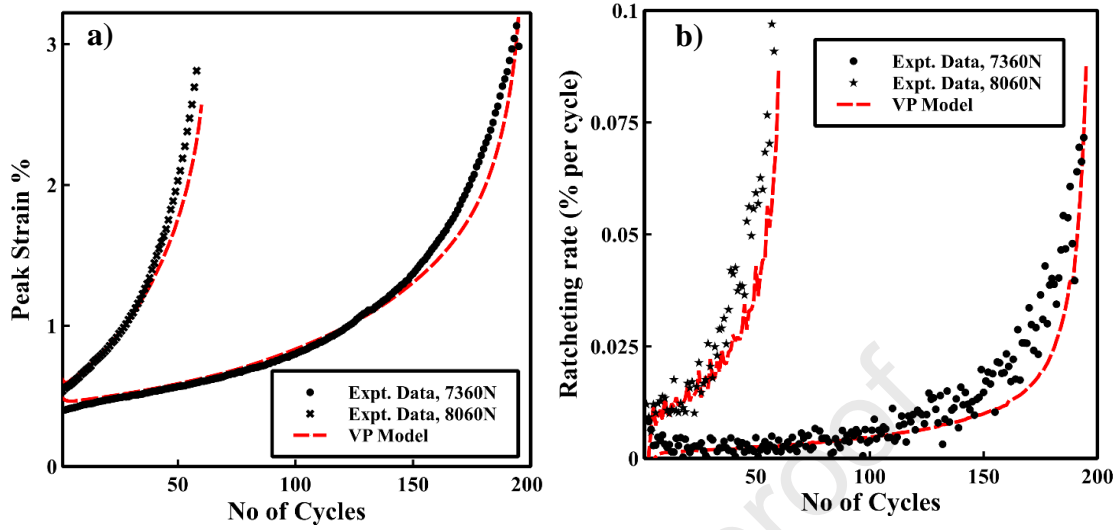 a)
3
2
1
0
Peak Strain %
Expt. Data, 7360N
Expt. Data, 8060N
VP Model
50
100
150
200
No of Cycles
b)
0.1
0.075
0.05
0.025
0
Ratcheting rate (% per cycle)
Expt. Data, 7360N
Expt. Data, 8060N
VP Model
50
100
150
200
No of Cycles
proof